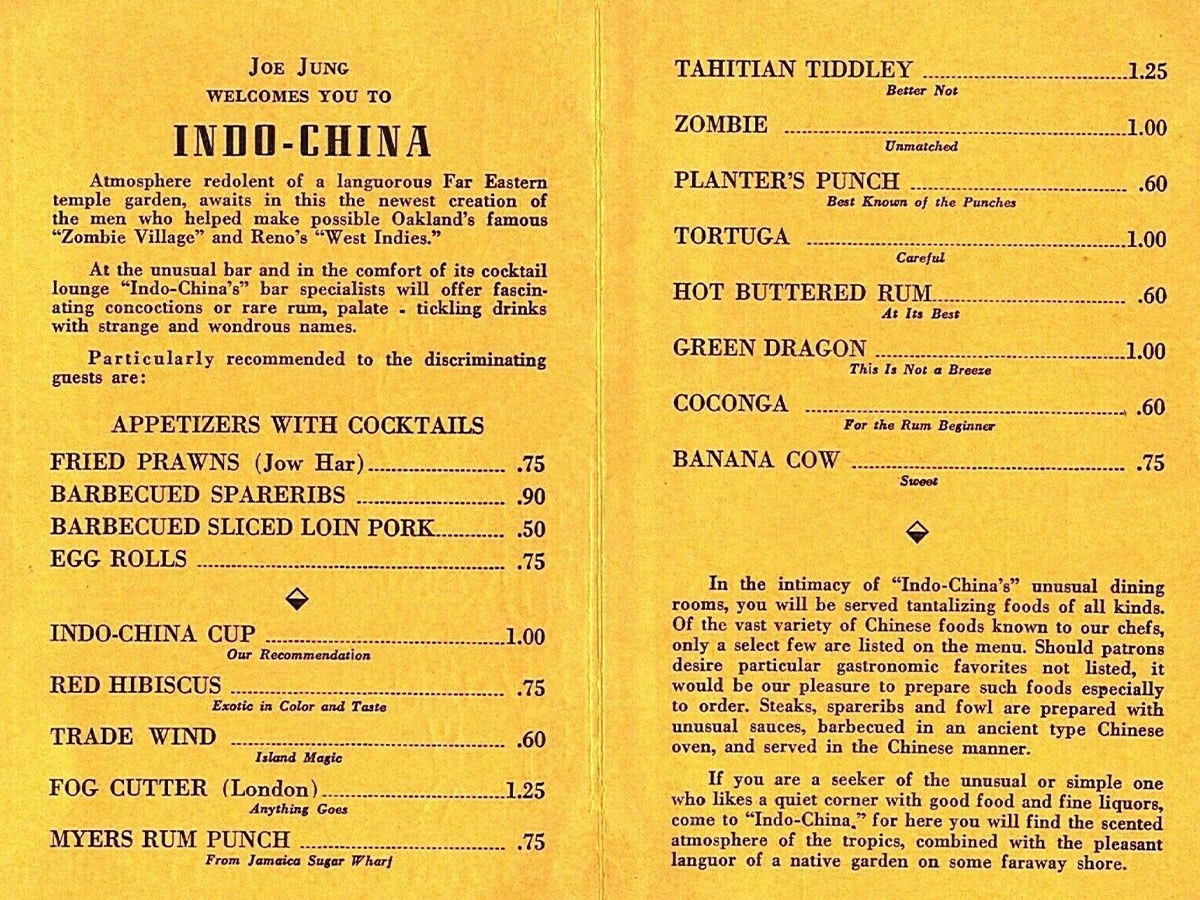 JOE JUNG
WELCOMES YOU TO
INDO-CHINA
Atmosphere redolent of a languorous Far Eastern
temple garden, awaits in this the newest creation of
the men who helped make possible Oakland's famous
"Zombie Village" and Reno's "West Indies."
At the unusual bar and in the comfort of its cocktail
lounge "Indo-China's" bar specialists will offer fascin-
ating concoctions or rare rum, palate - tickling drinks
with strange and wondrous names.
Particularly recommended to the discriminating
guests are:
APPETIZERS WITH COCKTAILS
FRIED PRAWNS (Jow Har) .75
BARBECUED SPARERIBS .90
BARBECUED SLICED LOIN PORK .50
EGG ROLLS .75
INDO-CHINA CUP 1.00
Our Recommendation
RED HIBISCUS .75
Exotic in Color and Taste
TRADE WIND .60
Island Magic
FOG CUTTER (London) 1.25
Anything Goes
MYERS RUM PUNCH .75
From Jamaica Sugar Wharf
TAHITIAN TIDDLEY 1.25
Better Not
ZOMBIE 1.00
Unmatched
PLANTER'S PUNCH .60
Best Known of the Punches
TORTUGA 1.00
Careful
HOT BUTTERED RUM .60
At Its Best
GREEN DRAGON 1.00
This Is Not a Breeze
COCONGA .60
For the Rum Beginner
BANANA COW .75
Sweet
In the intimacy of "Indo-China's" unusual dining
rooms, you will be served tantalizing foods of all kinds.
Of the vast variety of Chinese foods known to our chefs,
only a select few are listed on the menu. Should patrons
desire particular gastronomic favorites not listed, it
would be our pleasure to prepare such foods especially
to order. Steaks, spareribs and fowl are prepared with
unusual sauces, barbecued in an ancient type Chinese
oven, and served in the Chinese manner.
If you are a seeker of the unusual or simple one
who likes a quiet corner with good food and fine liquors,
come to "Indo-China," for here you will find the scented
atmosphere of the tropics, combined with the pleasant
languor of a native garden on some faraway shore.